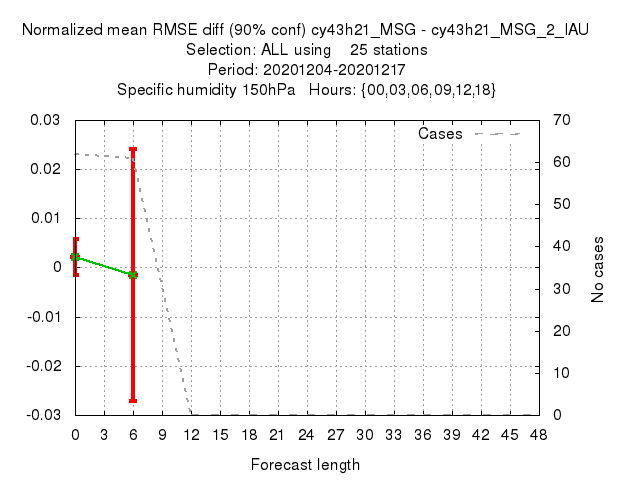 Normalized mean RMSE diff (90% conf) cy43h21_MSG - cy43h21_MSG_2_IAU
Selection: ALL using    25 stations
Period: 20201204-20201217
Specific humidity 150hPa   Hours: {00,03,06,09,12,18}
Cases
0.03
0.02
0.01
0
-0.01
-0.02
-0.03
70
60
50
40
30
20
10
0
No cases
0 3 6 9 12 15 18 21 24 27 30 33 36 39 42 45 48
Forecast length